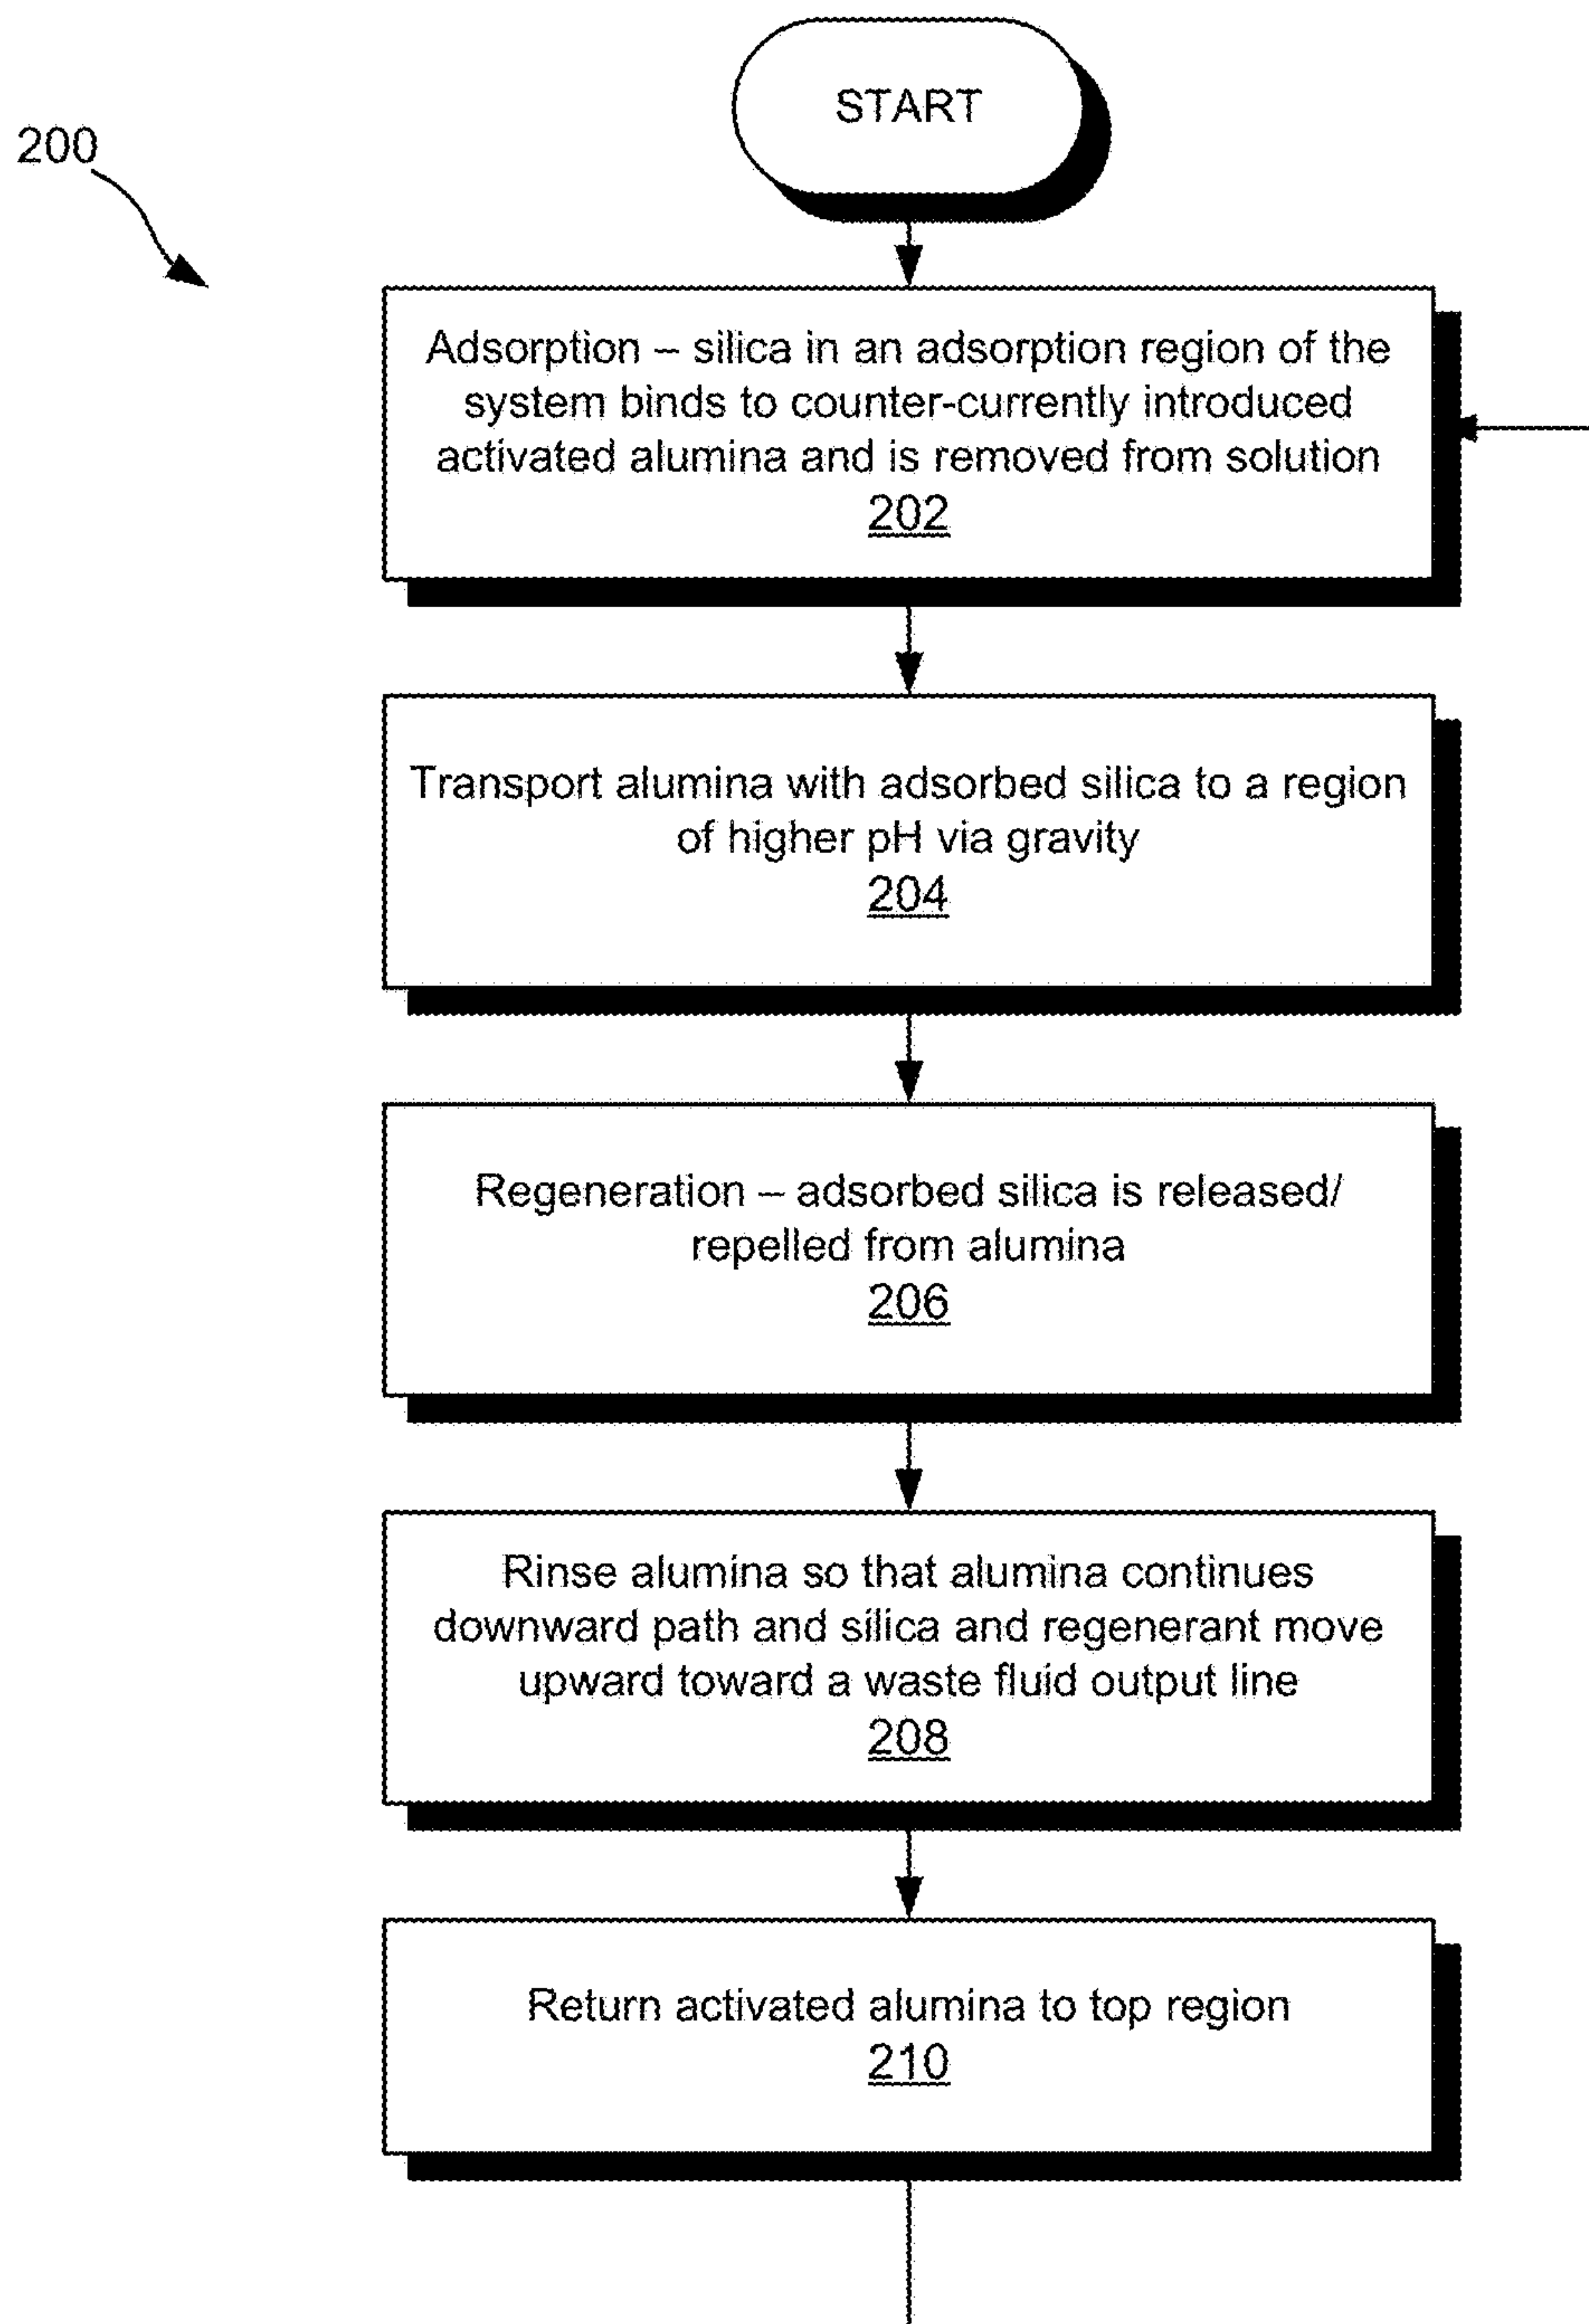 START
200
Adsorption – silica in an adsorption region of the
system binds to counter-currently introduced
activated alumina and is removed from solution
202
Transport alumina with adsorbed silica to a region
of higher pH via gravity
204
Regeneration – adsorbed silica is released/
repelled from alumina
206
Rinse alumina so that alumina continues
downward path and silica and regenerant move
upward toward a waste fluid output line
208
Return activated alumina to top region
210